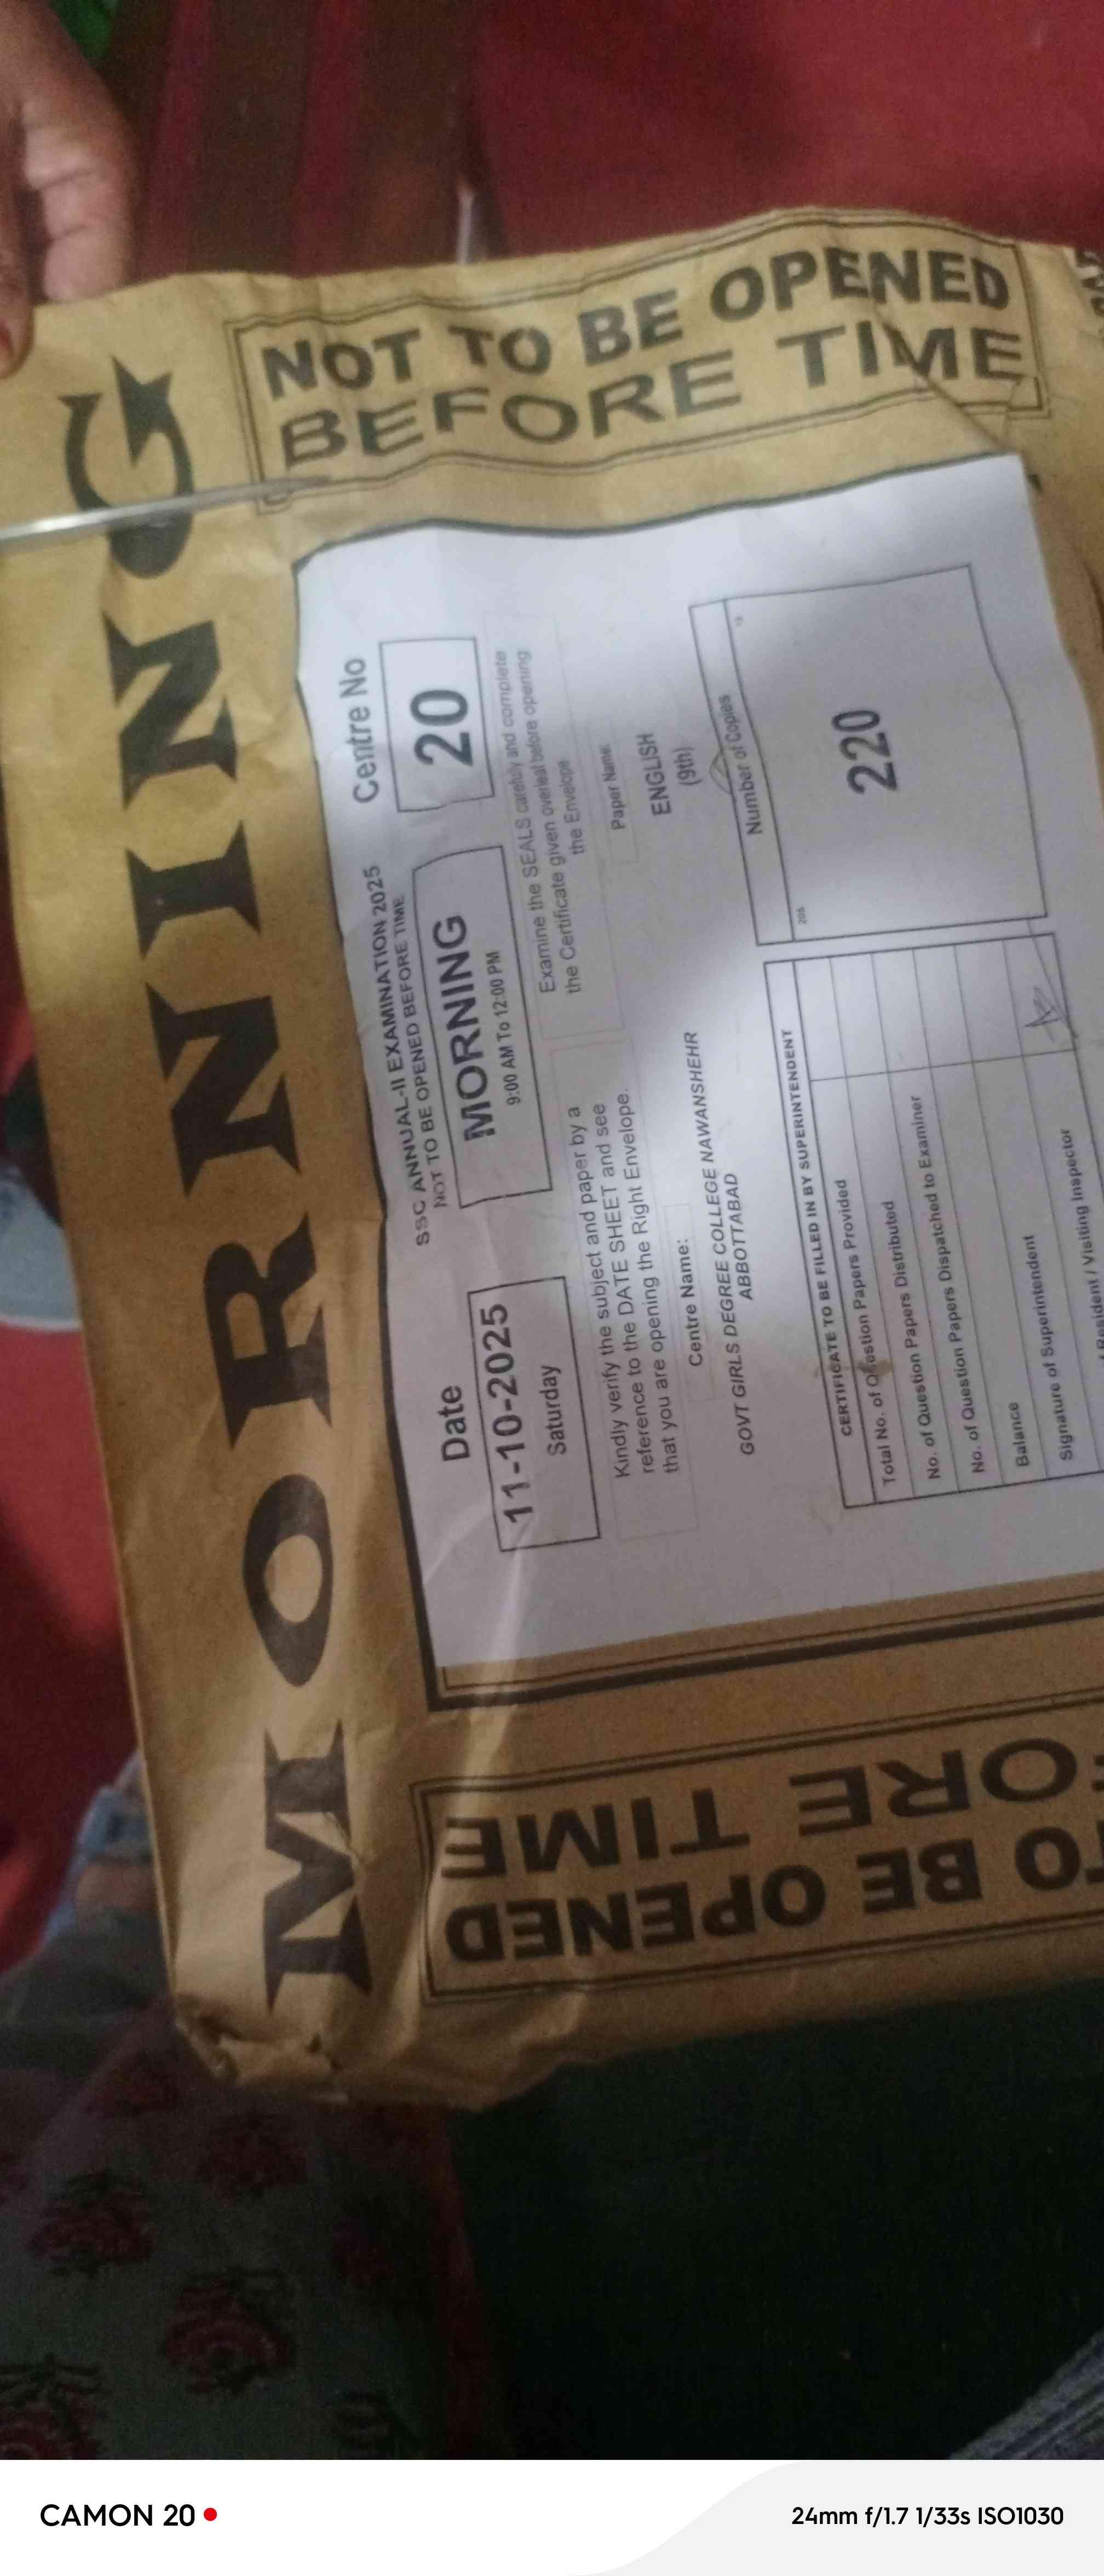 MORNING
NOT TO BE OPENED
BEFORE TIME
SSC ANNUAL-II EXAMINATION 2025
NOT TO BE OPENED BEFORE TIME
Date
11-10-2025
Saturday
MORNING
9:00 AM To 12:00 PM
Centre No
20
Kindly verify the subject and paper by a
reference to the DATE SHEET and see
that you are opening the Right Envelope.
Examine the SEALS carefuly and complete
the Certificate given overleaf before opening
the Envelope
Centre Name:
GOVT GIRLS DEGREE COLLEGE NAWANSHEHR
ABBOTTABAD
Paper Name:
ENGLISH
(9th)
CERTIFICATE TO BE FILLED IN BY SUPERINTENDENT
Total No. of Question Papers Provided
No. of Question Papers Distributed
No. of Question Papers Dispatched to Examiner
Balance
Signature of Superintendent
Resident / Visiting Inspector
Number of Copies
220
TO BE OPENED
ORE TIME
CAMON 20
24mm f/1.7 1/33s ISO1030